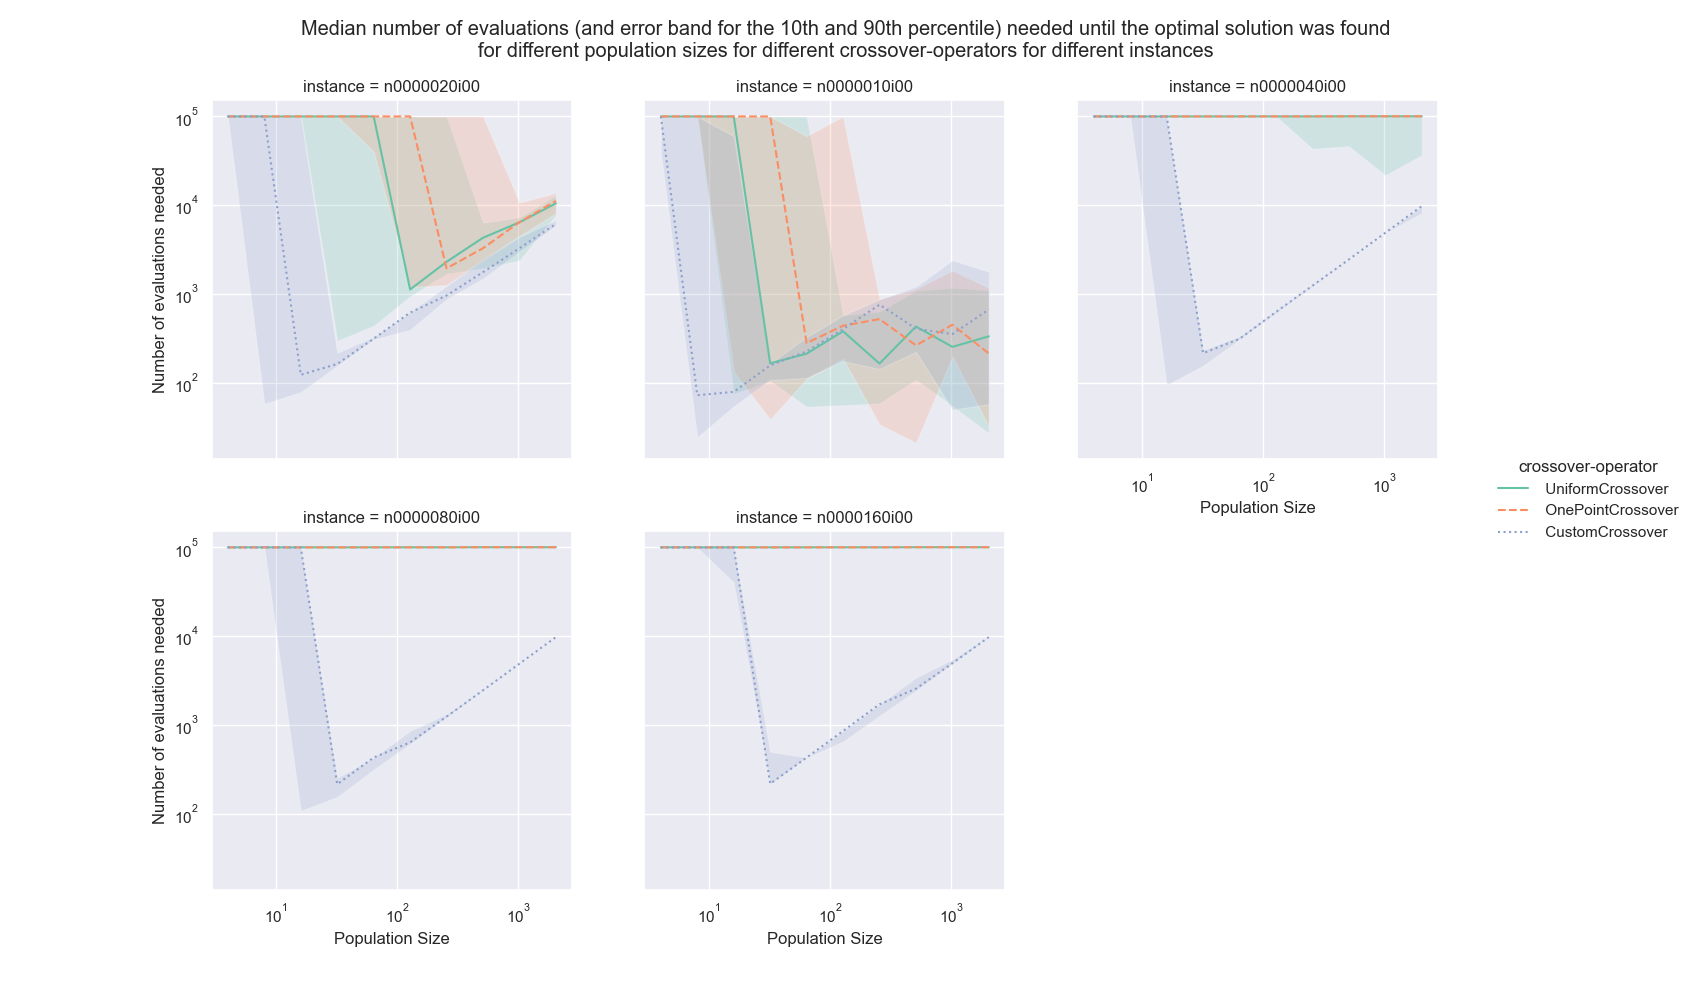 Median number of evaluations (and error band for the 10th and 90th percentile) needed until the optimal solution was found
for different population sizes for different crossover-operators for different instances
instance = n0000020i00
instance = n0000010i00
instance = n0000040i00
10^5
10^4
10^3
10^2
Number of evaluations needed
10^1
10^2
10^3
Population Size
crossover-operator
UniformCrossover
OnePointCrossover
CustomCrossover
instance = n0000080i00
instance = n0000160i00
10^5
10^4
10^3
10^2
Number of evaluations needed
10^1
10^2
10^3
Population Size
10^1
10^2
10^3
Population Size